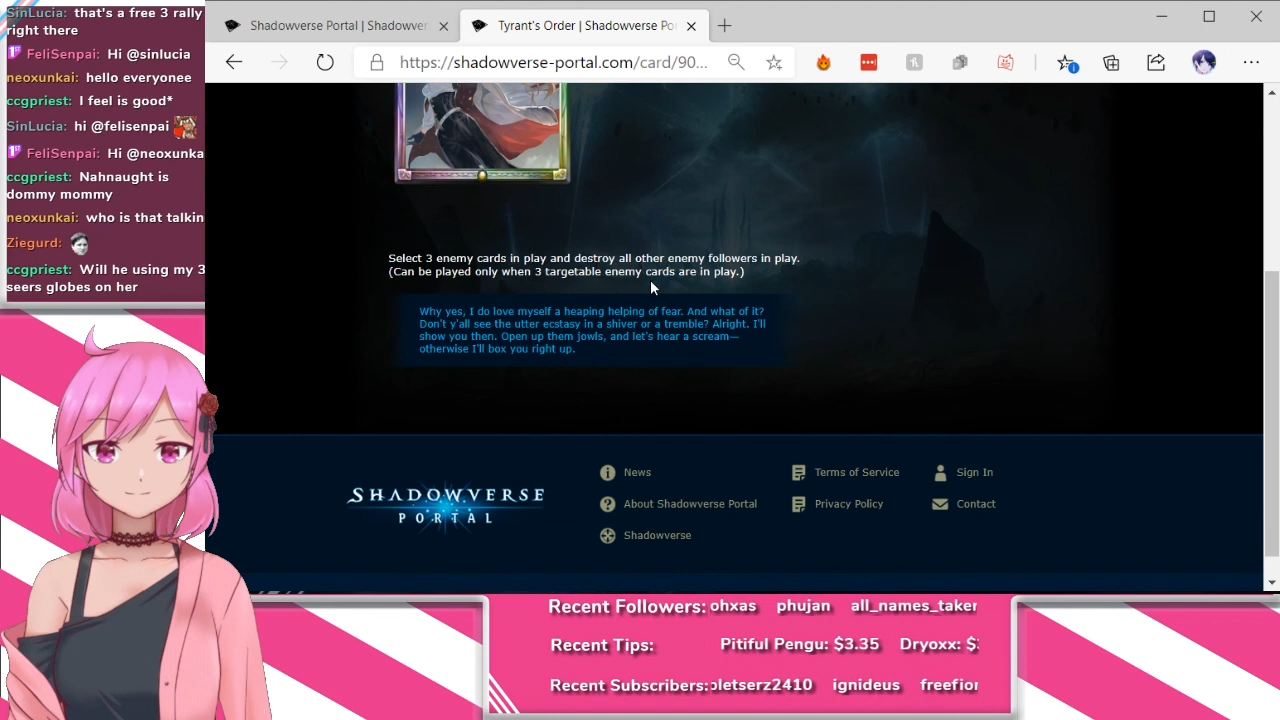 SinLucia: that's a free 3 rally
right there
FeliSenpai: Hi @sinlucia
neoxunkai: hello everyonee
ccgpriest: I feel is good*
SinLucia: hi @felisenpai
FeliSenpai: Hi @neoxunka
ccgpriest: Nahnaught is
dommy mommy
neoxunkai: who is that talkin
Ziegurd:
ccgpriest: Will he using my 3
seers globes on her
Shadowverse Portal | Shadowver
Tyrant's Order | Shadowverse Po
https://shadowverse-portal.com/card/90...
Select 3 enemy cards in play and destroy all other enemy followers in play.
(Can be played only when 3 targetable enemy cards are in play.)
Why yes, I do love myself a heaping helping of fear. And what of it?
Don't y'all see the utter ecstasy in a shiver or a tremble? Alright. I'll
show you then. Open up them jowls, and let's hear a scream—
otherwise I'll box you right up.
SHADOWVERSE
PORTAL
News
About Shadowverse Portal
Shadowverse
Terms of Service
Privacy Policy
Sign In
Contact
Recent Followers: ohxas phujan all_names_taker
Recent Tips: Pitiful Pengu: $3.35 Dryoxx: $
Recent Subscribers: pletserz2410 ignideus freefior